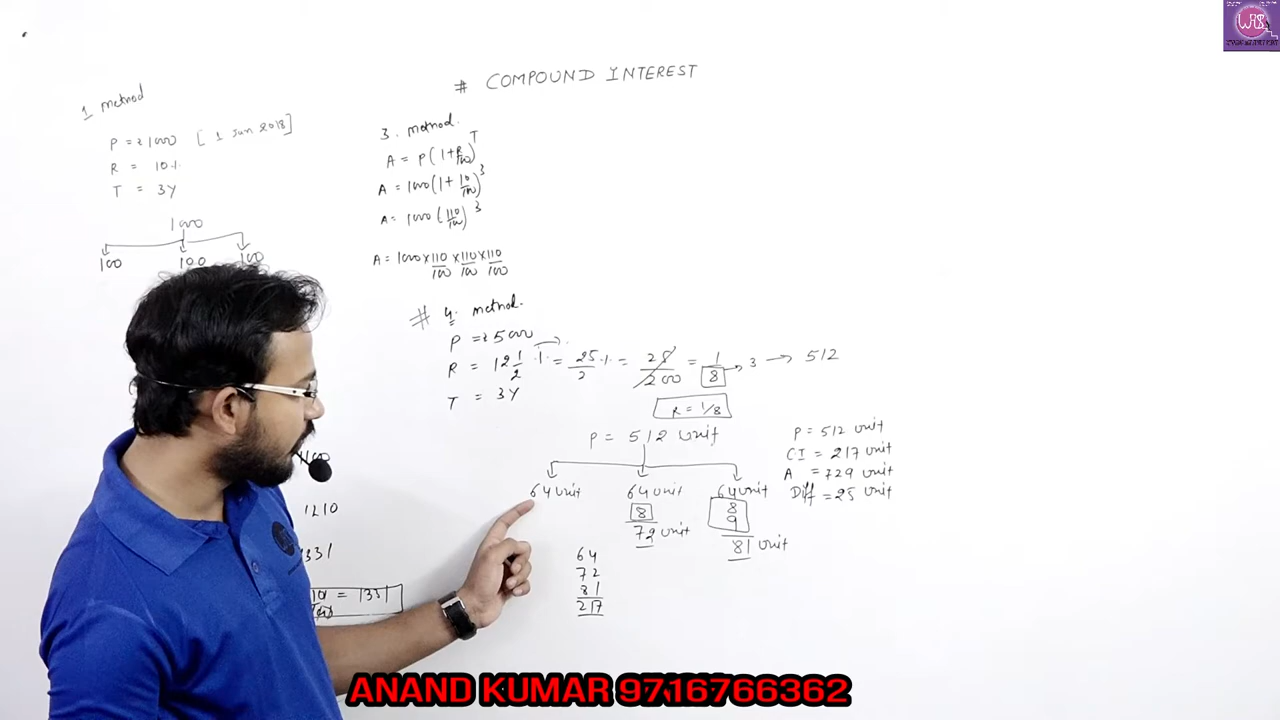 # COMPOUND INTEREST
1 method
P = ₹1000 [1 Jan 2018]
R = 10%
T = 3Y
1000
100 100 100
1100
1210
1331
= 1331
3. method.
A = P(1+R/100)^T
A = 1000(1+10/100)^3
A = 1000(110/100)^3
A = 1000×110/100×110/100×110/100
# 4. method.
P = ₹5000
R = 12 1/2 % = 25/2 % = 25/200 = 1/8 → 3 → 512
T = 3Y
R = 1/8
P = 512 Unit
64 Unit 64 Unit 64 Unit
8 8
72 Unit 9
81 Unit
64
72
81
217
P = 512 Unit
CI = 217 Unit
A = 729 Unit
Diff = 25 Unit
ANAND KUMAR 9716766362